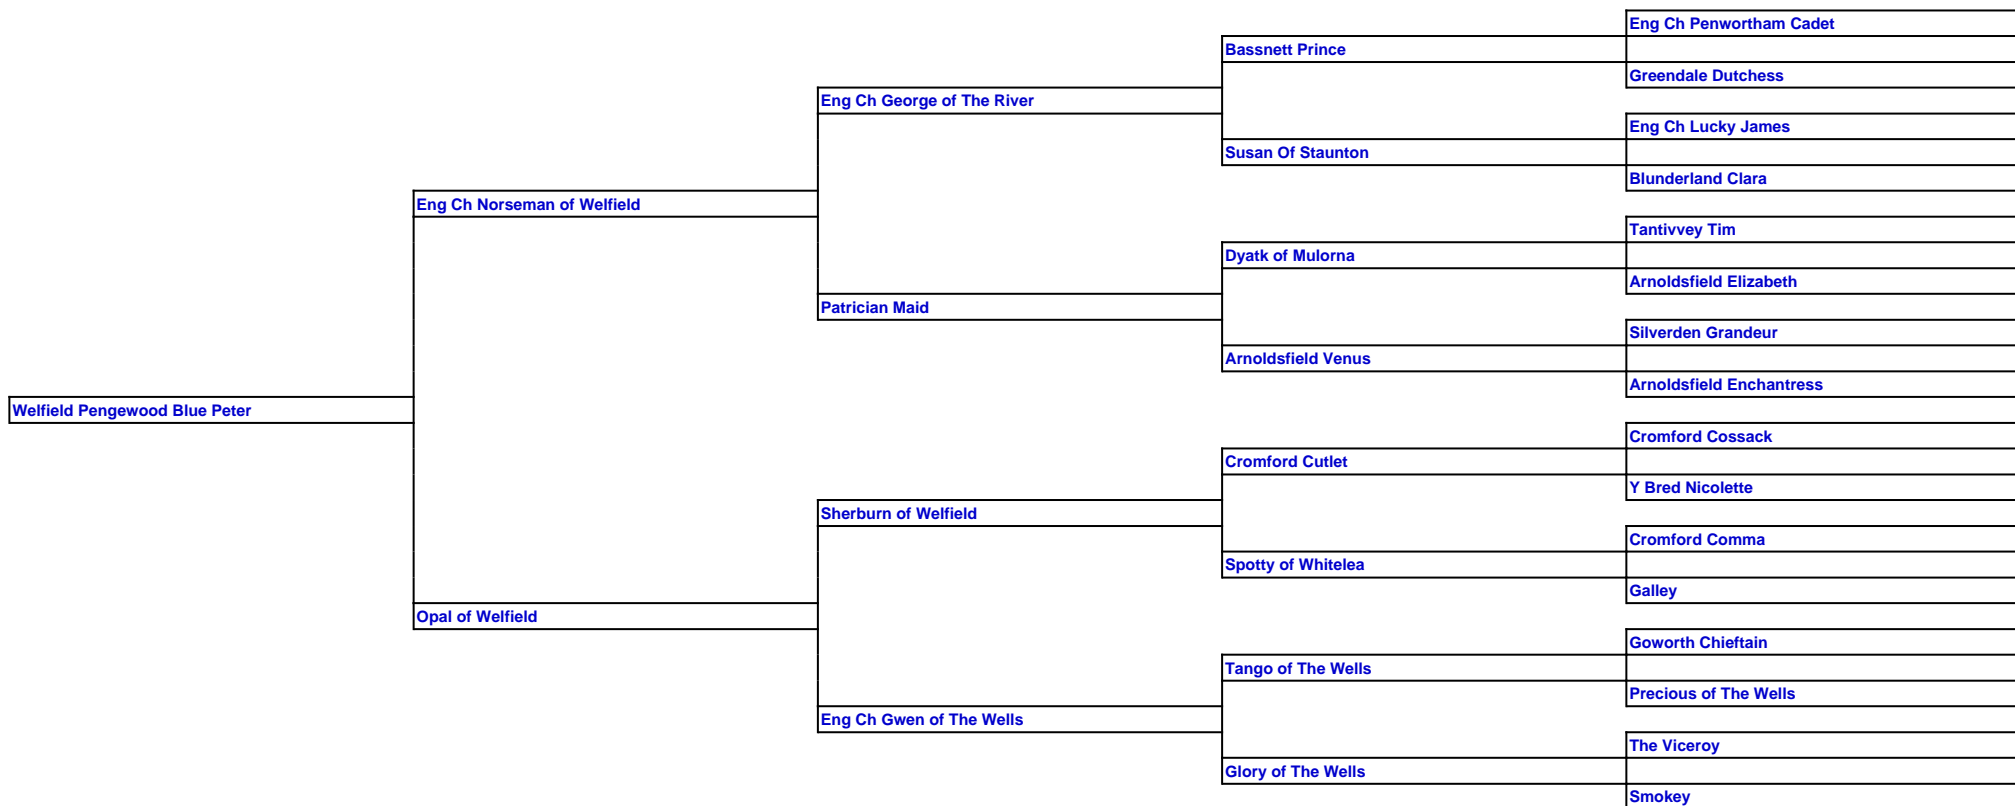 Eng Ch Penwortham Cadet
Bassnett Prince
Greendale Dutchess
Eng Ch George of The River
Eng Ch Lucky James
Susan Of Staunton
Blunderland Clara
Eng Ch Norseman of Welfield
Tantivvey Tim
Dyatk of Mulorna
Arnoldsfield Elizabeth
Patrician Maid
Silverden Grandeur
Arnoldsfield Venus
Arnoldsfield Enchantress
Welfield Pengewood Blue Peter
Cromford Cossack
Cromford Cutlet
Y Bred Nicolette
Sherburn of Welfield
Cromford Comma
Spotty of Whitelea
Galley
Opal of Welfield
Goworth Chieftain
Tango of The Wells
Precious of The Wells
Eng Ch Gwen of The Wells
The Viceroy
Glory of The Wells
Smokey